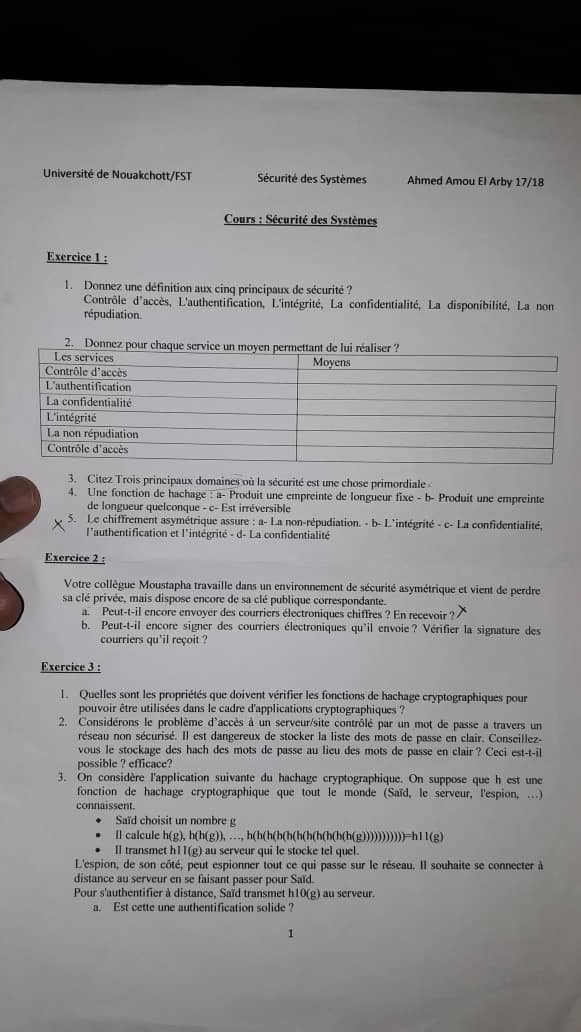 Université de Nouakchott/FST Sécurité des Systèmes Ahmed Amou El Arby 17/18
Cours : Sécurité des Systèmes
Exercice 1 :
1. Donnez une définition aux cinq principaux de sécurité ?
Contrôle d'accès, L'authentification, L'intégrité, La confidentialité, La disponibilité, La non
répudiation.
2. Donnez pour chaque service un moyen permettant de lui réaliser ?
Les services Moyens
Contrôle d'accès
L'authentification
La confidentialité
L'intégrité
La non répudiation
Contrôle d'accès
3. Citez Trois principaux domaines où la sécurité est une chose primordiale
4. Une fonction de hachage : a- Produit une empreinte de longueur fixe - b- Produit une empreinte
de longueur quelconque - c- Est irréversible
X 5. Le chiffrement asymétrique assure : a- La non-répudiation. - b- L'intégrité - c- La confidentialité,
l'authentification et l'intégrité - d- La confidentialité
Exercice 2 :
Votre collègue Moustapha travaille dans un environnement de sécurité asymétrique et vient de perdre
sa clé privée, mais dispose encore de sa clé publique correspondante.
a. Peut-t-il encore envoyer des courriers électroniques chiffres ? En recevoir ? X
b. Peut-t-il encore signer des courriers électroniques qu'il envoie ? Vérifier la signature des
courriers qu'il reçoit ?
Exercice 3 :
1. Quelles sont les propriétés que doivent vérifier les fonctions de hachage cryptographiques pour
pouvoir être utilisées dans le cadre d'applications cryptographiques ?
2. Considérons le problème d'accès à un serveur/site contrôlé par un mot de passe a travers un
réseau non sécurisé. Il est dangereux de stocker la liste des mots de passe en clair. Conseillez-
vous le stockage des hach des mots de passe au lieu des mots de passe en clair ? Ceci est-t-il
possible ? efficace?
3. On considère l'application suivante du hachage cryptographique. On suppose que h est une
fonction de hachage cryptographique que tout le monde (Saïd, le serveur, l'espion, …)
connaissent.
• Saïd choisit un nombre g
• Il calcule h(g), h(h(g)), …, h(h(h(h(h(h(h(h(h(h(h(g)))))))))))=h11(g)
• Il transmet h11(g) au serveur qui le stocke tel quel.
L'espion, de son côté, peut espionner tout ce qui passe sur le réseau. Il souhaite se connecter à
distance au serveur en se faisant passer pour Saïd.
Pour s'authentifier à distance, Saïd transmet h10(g) au serveur.
a. Est cette une authentification solide ?
1